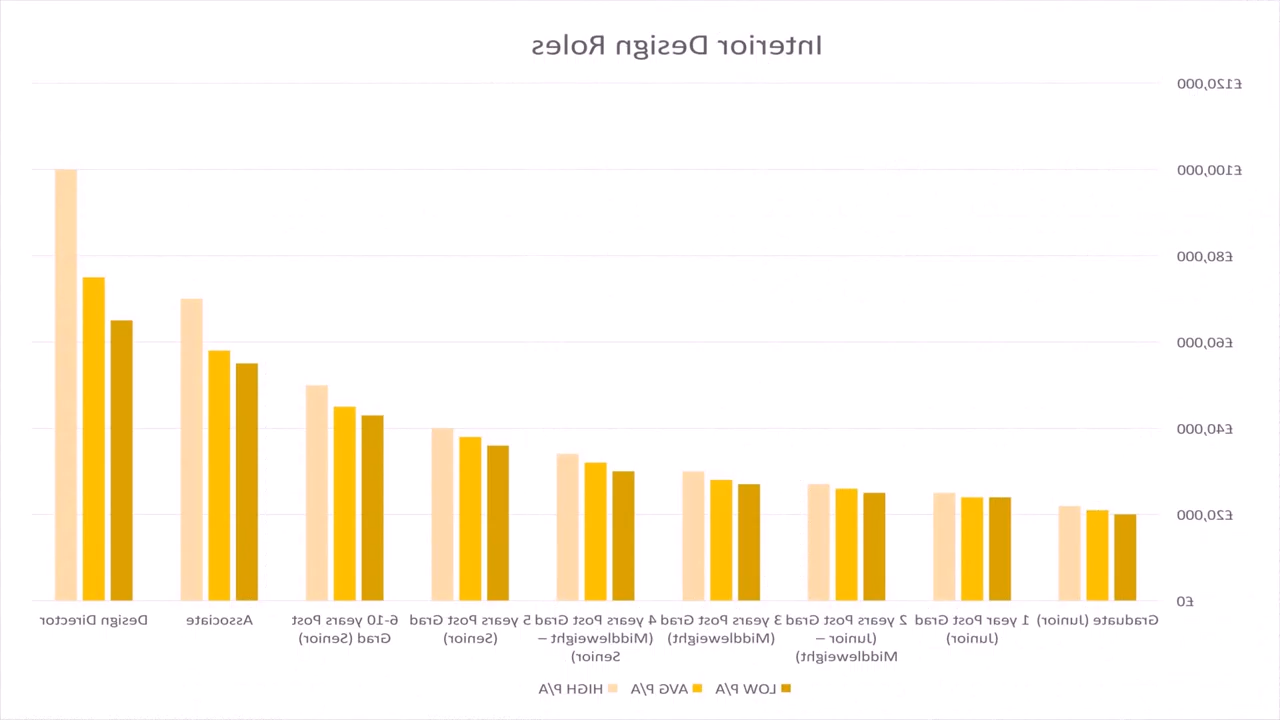 Interior Design Roles
£120,000
£100,000
£80,000
£60,000
£40,000
£20,000
£0
Graduate (Junior)
1 year Post Grad
(Junior)
2 years Post Grad
(Junior –
Middleweight)
3 years Post Grad
(Middleweight)
4 years Post Grad
(Middleweight –
Senior)
5 years Post Grad
(Senior)
6-10 years Post
Grad (Senior)
Associate
Design Director
LOW P/A AVG P/A HIGH P/A